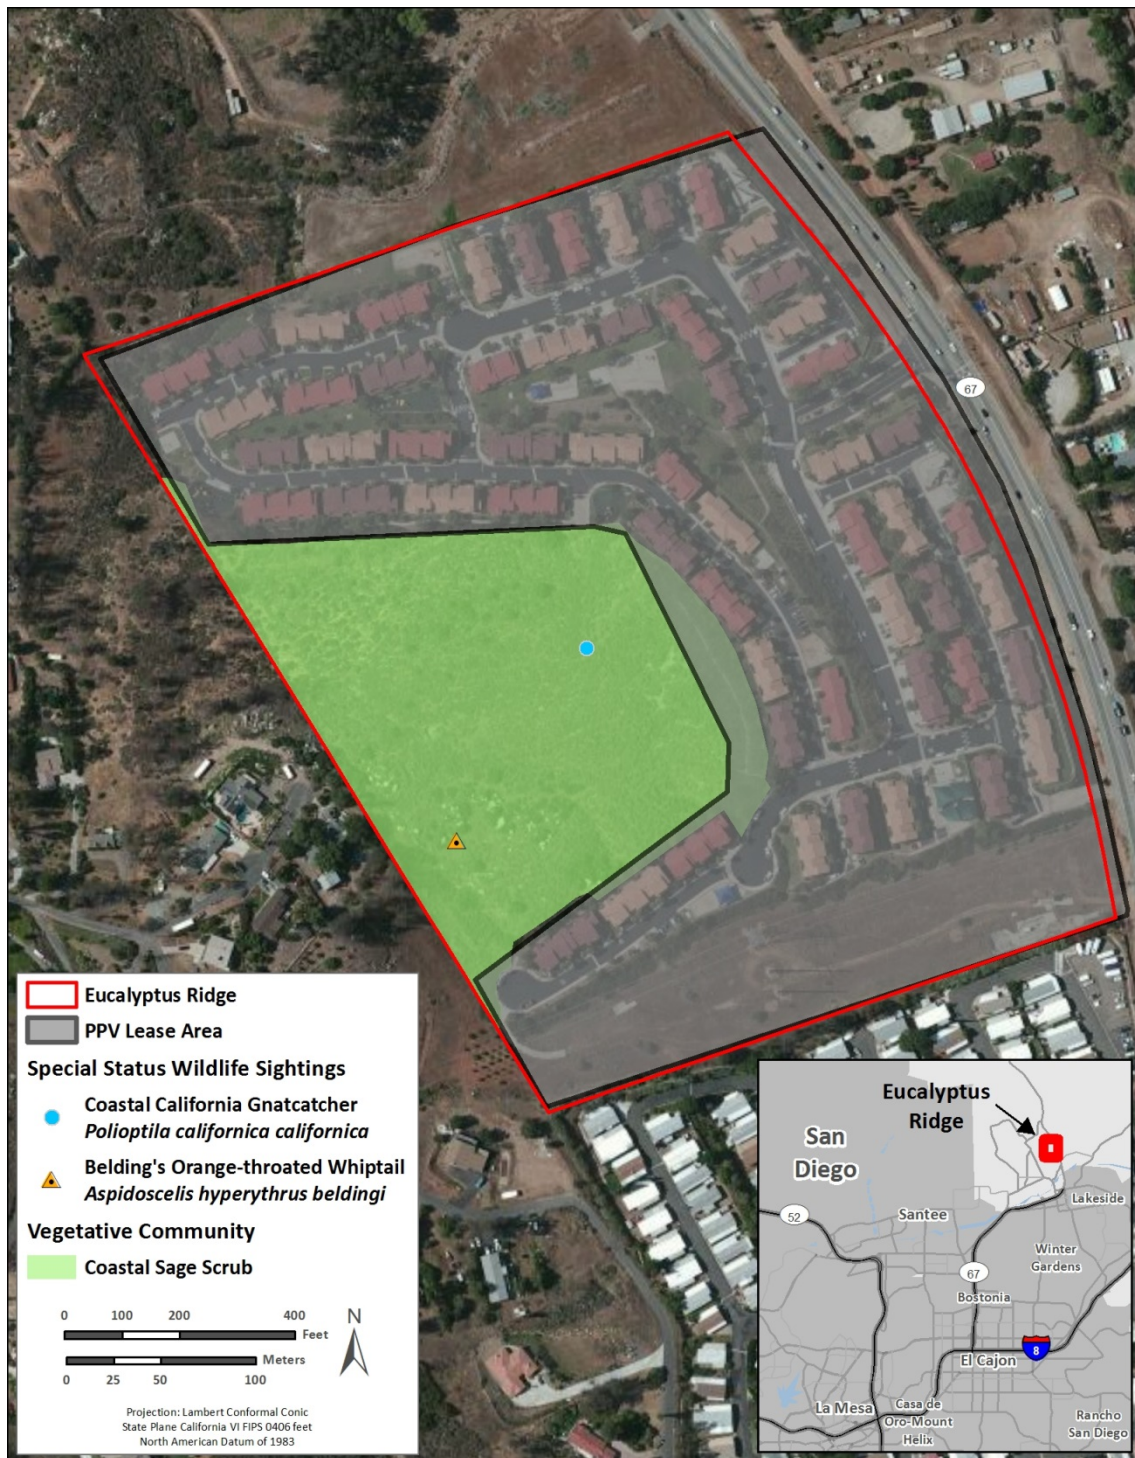 67
Eucalyptus Ridge
PPV Lease Area
Special Status Wildlife Sightings
Coastal California Gnatcatcher
Polioptila californica californica
Belding's Orange-throated Whiptail
Aspidoscelis hyperythrus beldingi
Vegetative Community
Coastal Sage Scrub
0 100 200 400
Feet
Meters
0 25 50 100
N
Projection: Lambert Conformal Conic
State Plane California VI FIPS 0406 feet
North American Datum of 1983
Eucalyptus
Ridge
San
Diego
Lakeside
52
Santee
Winter
Gardens
67
Bostonia
8
El Cajon
La Mesa
Casa de
Oro-Mount
Helix
Rancho
San Diego